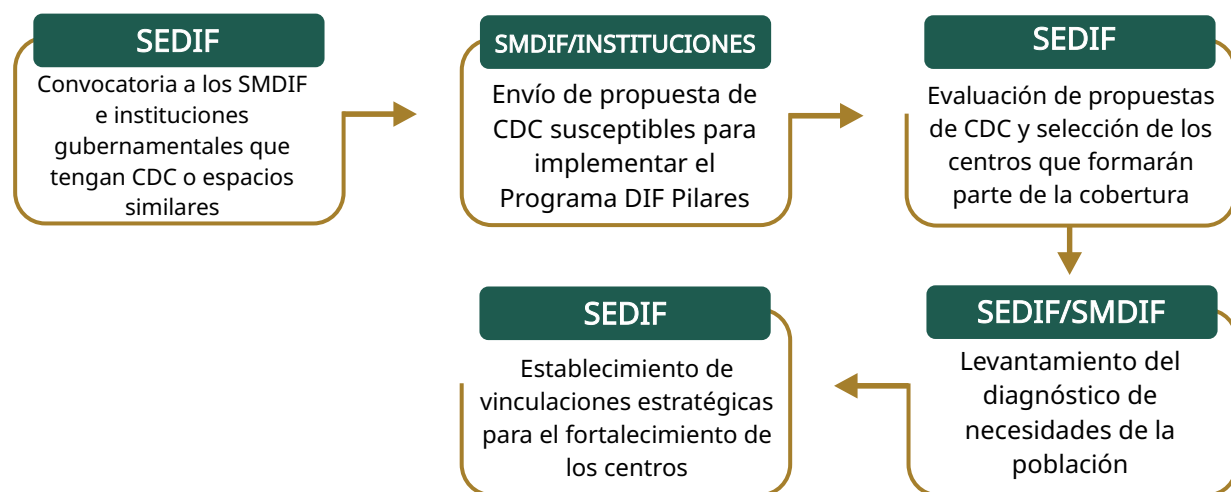 SEDIF
Convocatoria a los SMDIF
e instituciones
gubernamentales que
tengan CDC o espacios
similares
SMDIF/INSTITUCIONES
Envío de propuesta de
CDC susceptibles para
implementar el
Programa DIF Pilares
SEDIF
Evaluación de propuestas
de CDC y selección de los
centros que formarán
parte de la cobertura
SEDIF/SMDIF
Levantamiento del
diagnóstico de
necesidades de la
población
SEDIF
Establecimiento de
vinculaciones estratégicas
para el fortalecimiento de
los centros